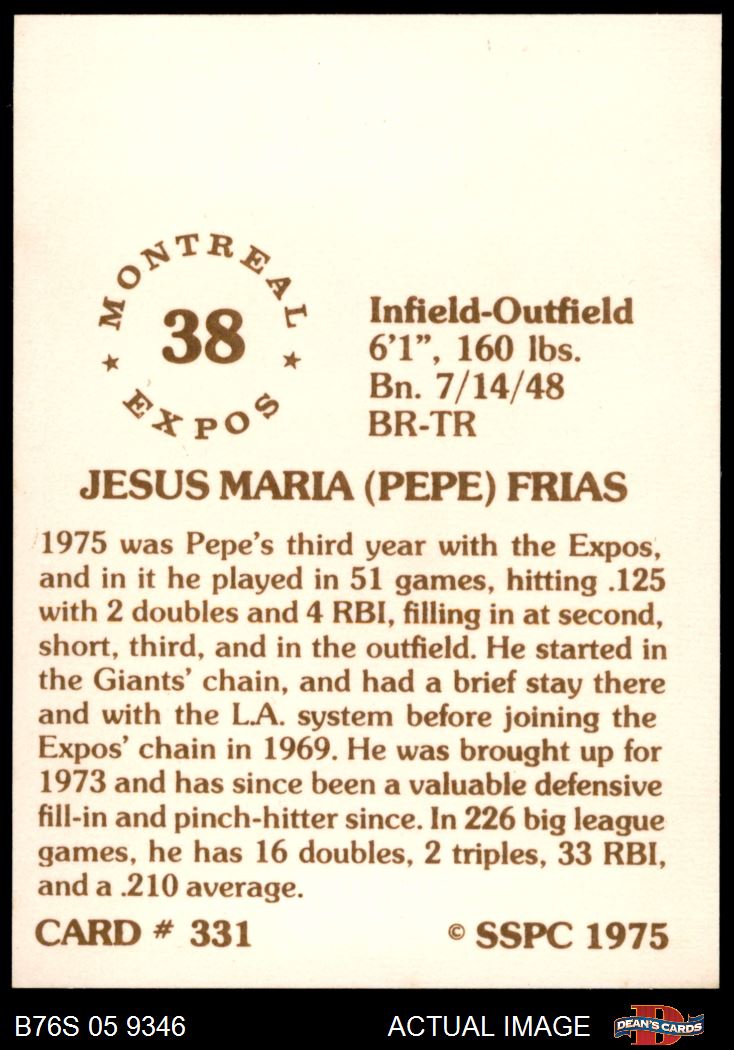 MONTREAL
38
EXPOS
Infield-Outfield
6'1", 160 lbs.
Bn. 7/14/48
BR-TR
JESUS MARIA (PEPE) FRIAS
1975 was Pepe's third year with the Expos,
and in it he played in 51 games, hitting .125
with 2 doubles and 4 RBI, filling in at second,
short, third, and in the outfield. He started in
the Giants' chain, and had a brief stay there
and with the L.A. system before joining the
Expos' chain in 1969. He was brought up for
1973 and has since been a valuable defensive
fill-in and pinch-hitter since. In 226 big league
games, he has 16 doubles, 2 triples, 33 RBI,
and a .210 average.
CARD # 331
© SSPC 1975
B76S 05 9346
ACTUAL IMAGE
D
DEAN'S CARDS